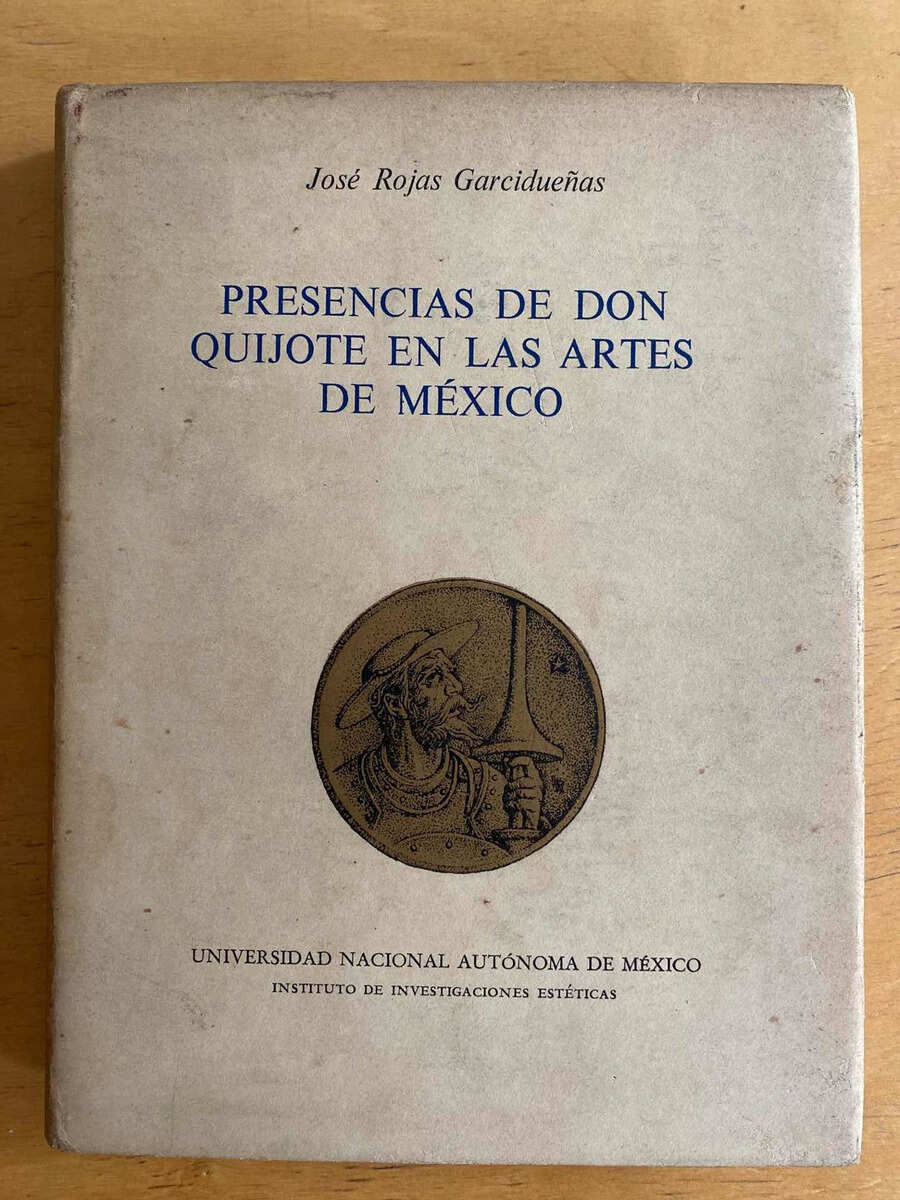 José Rojas Garcidueñas
PRESENCIAS DE DON
QUIJOTE EN LAS ARTES
DE MÉXICO
UNIVERSIDAD NACIONAL AUTÓNOMA DE MÉXICO
INSTITUTO DE INVESTIGACIONES ESTÉTICAS